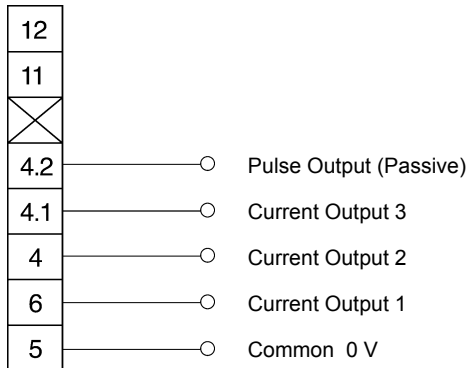 12
11
4.2 Pulse Output (Passive)
4.1 Current Output 3
4 Current Output 2
6 Current Output 1
5 Common 0 V